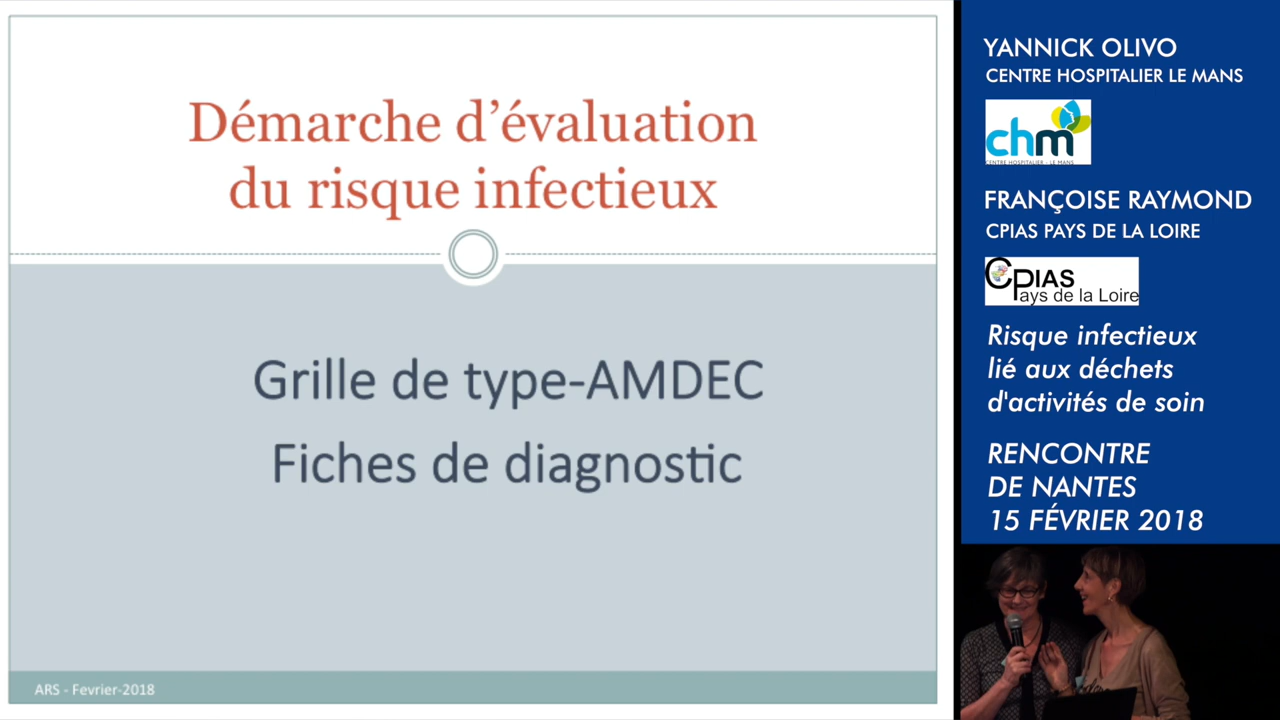 Démarche d'évaluation
du risque infectieux
Grille de type-AMDEC
Fiches de diagnostic
ARS - Fevrier-2018
YANNICK OLIVO
CENTRE HOSPITALIER LE MANS
chm
CENTRE HOSPITALIER - LE MANS
FRANÇOISE RAYMOND
CPIAS PAYS DE LA LOIRE
CPIAS
Pays de la Loire
Risque infectieux
lié aux déchets
d'activités de soin
RENCONTRE
DE NANTES
15 FÉVRIER 2018